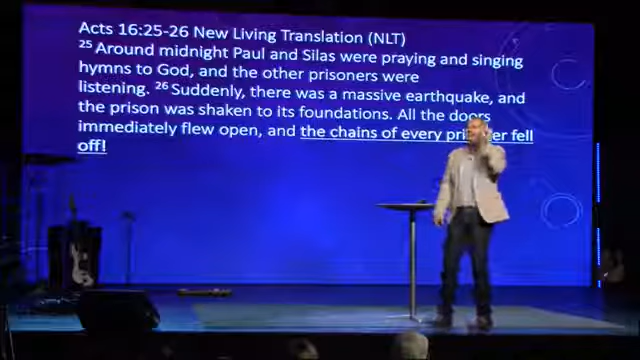 Acts 16:25-26 New Living Translation (NLT)
25 Around midnight Paul and Silas were praying and singing
hymns to God, and the other prisoners were
listening. 26 Suddenly, there was a massive earthquake, and
the prison was shaken to its foundations. All the doors
immediately flew open, and the chains of every fell
off!